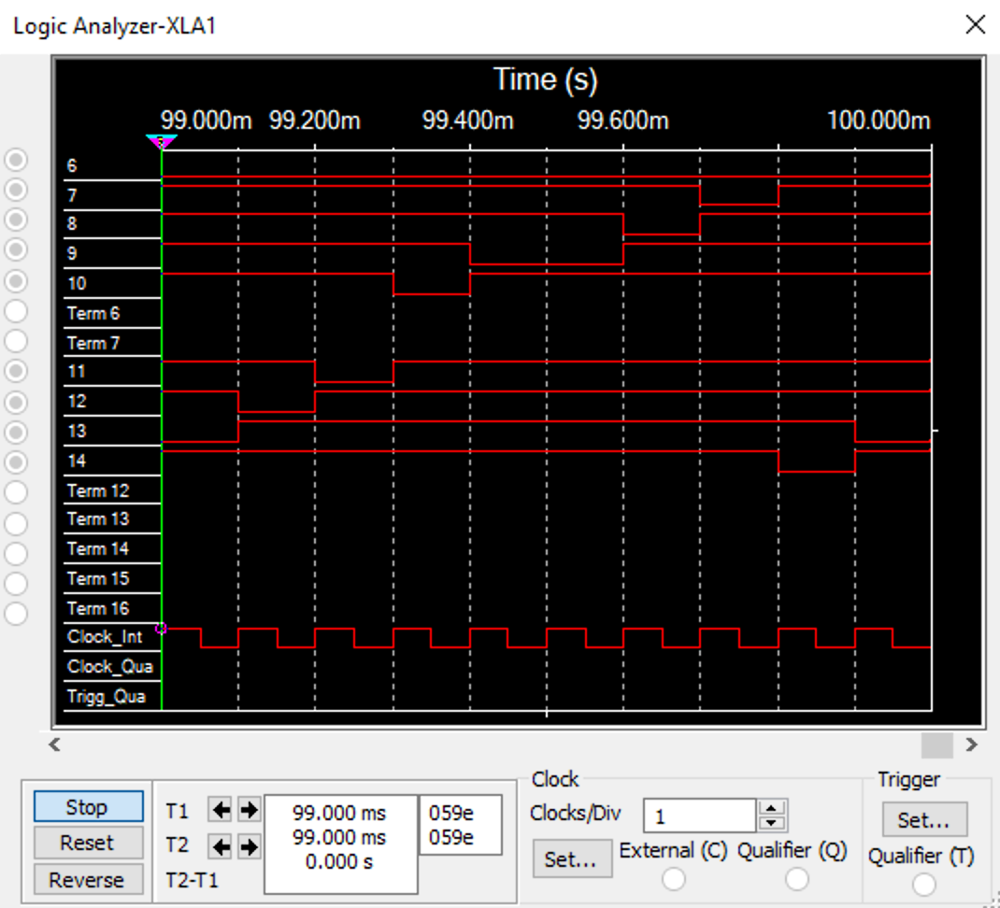 Logic Analyzer-XLA1
Time (s)
99.000m 99.200m 99.400m 99.600m 100.000m
6
7
8
9
10
Term 6
Term 7
11
12
13
14
Term 12
Term 13
Term 14
Term 15
Term 16
Clock_Int
Clock_Qua
Trigg_Qua
Stop
Reset
Reverse
T1
T2
T2-T1
99.000 ms
99.000 ms
0.000 s
059e
059e
Clock
Clocks/Div 1
Set...
External (C) Qualifier (Q)
Trigger
Set...
Qualifier (T)